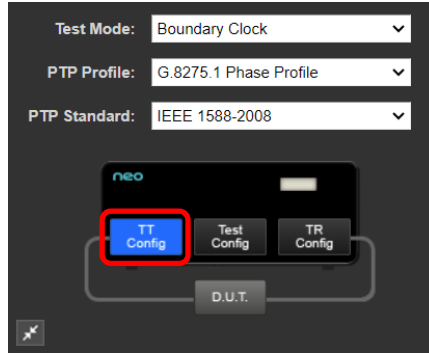 Test Mode: Boundary Clock
PTP Profile: G.8275.1 Phase Profile
PTP Standard: IEEE 1588-2008
neo
TT Config
Test Config
TR Config
D.U.T.